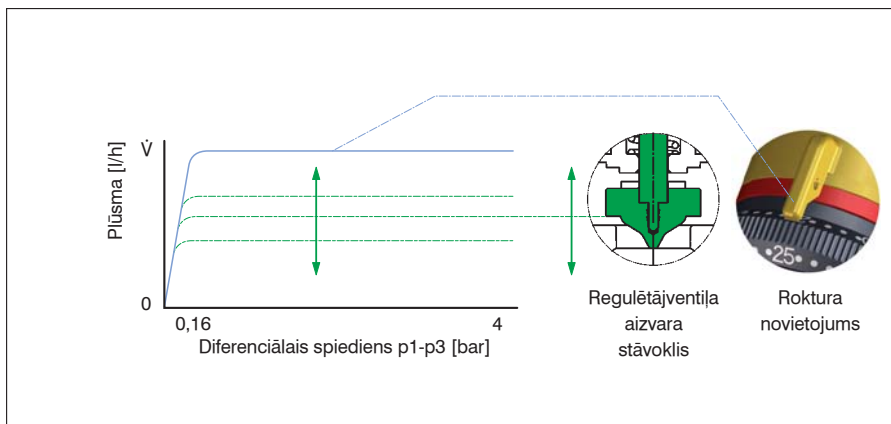 Plūsma [l/h]
V̇
0
0,16
4
Diferenciālais spiediens p1-p3 [bar]
Regulētājventiļa
aizvara
stāvoklis
•25•
Roktura
novietojums